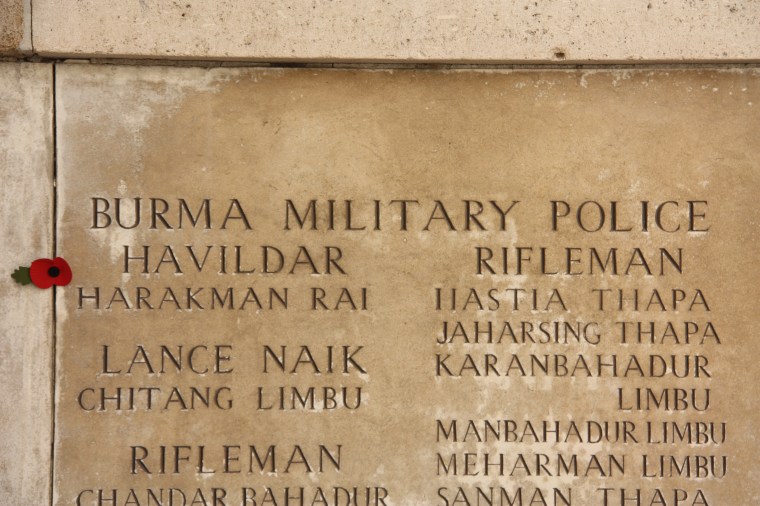 BURMA MILITARY POLICE
HAVILDAR
HARAKMAN RAI
LANCE NAIK
CHITANG LIMBU
RIFLEMAN
CHANDAR BAHADUR
RIFLEMAN
HASTIA THAPA
JAHARSING THAPA
KARANBAHADUR
LIMBU
MANBAHADUR LIMBU
MEHARMAN LIMBU
SANMAN THAPA